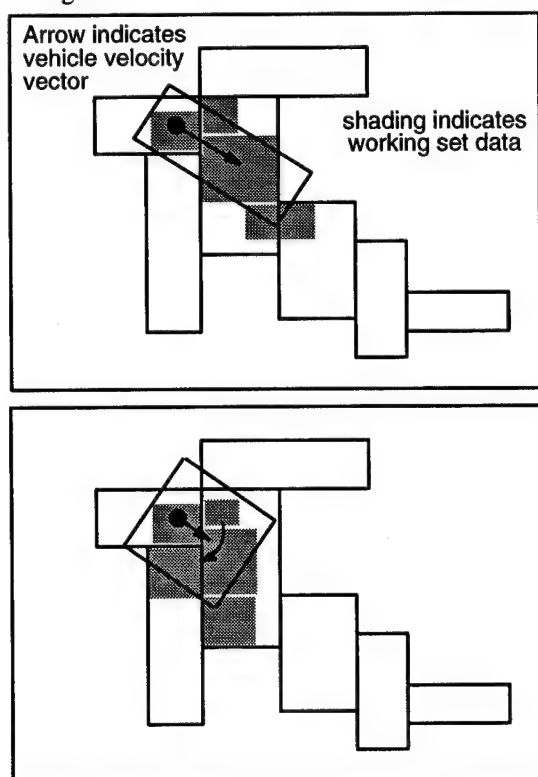 Arrow indicates
vehicle velocity
vector
shading indicates
working set data